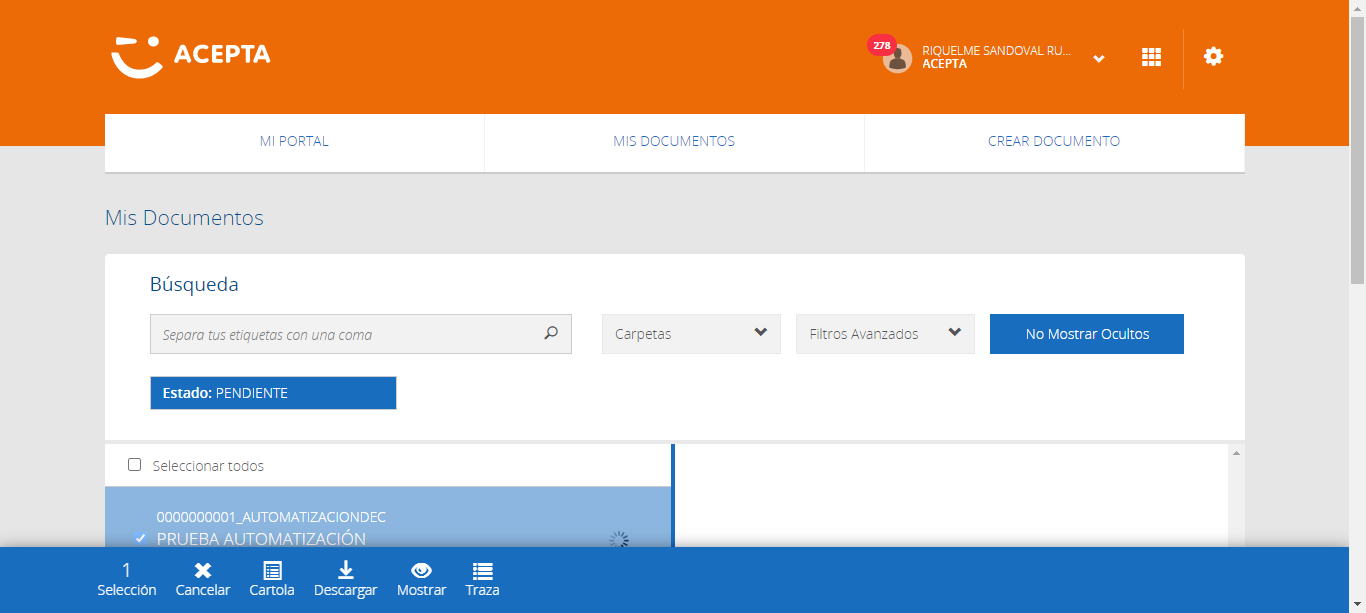 ACEPTA
278
RIQUELME SANDOVAL RU...
ACEPTA
MI PORTAL
MIS DOCUMENTOS
CREAR DOCUMENTO
Mis Documentos
Búsqueda
Separa tus etiquetas con una coma
Carpetas
Filtros Avanzados
No Mostrar Ocultos
Estado: PENDIENTE
Seleccionar todos
0000000001_AUTOMATIZACIONDEC
PRUEBA AUTOMATIZACIÓN
1
Selección
Cancelar
Cartola
Descargar
Mostrar
Traza